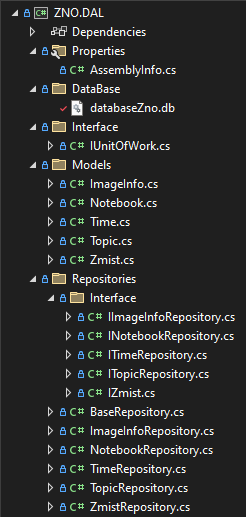 C# ZNO.DAL
Dependencies
Properties
C# AssemblyInfo.cs
DataBase
databaseZno.db
Interface
C# IUnitOfWork.cs
Models
C# ImageInfo.cs
C# Notebook.cs
C# Time.cs
C# Topic.cs
C# Zmist.cs
Repositories
Interface
C# IImageInfoRepository.cs
C# INotebookRepository.cs
C# ITimeRepository.cs
C# ITopicRepository.cs
C# IZmist.cs
C# BaseRepository.cs
C# ImageInfoRepository.cs
C# NotebookRepository.cs
C# TimeRepository.cs
C# TopicRepository.cs
C# ZmistRepository.cs